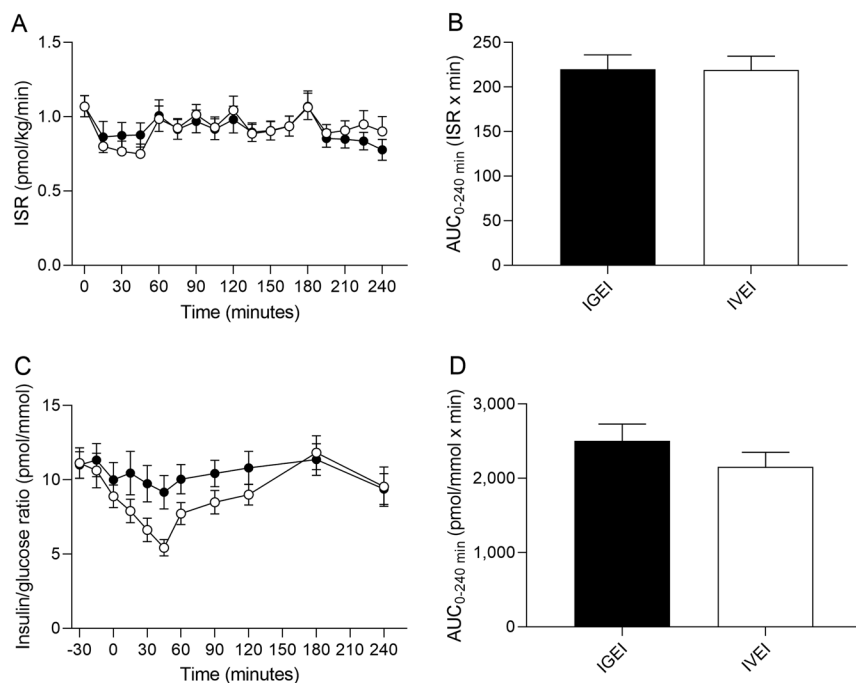 A
ISR (pmol/kg/min)
1.5
1.0
0.5
0.0
0 30 60 90 120 150 180 210 240
Time (minutes)
B
AUC0-240 min (ISR x min)
250
200
150
100
50
0
IGEI
IVEI
C
Insulin/glucose ratio (pmol/mmol)
15
10
5
0
-30 0 30 60 90 120 150 180 210 240
Time (minutes)
D
AUC0-240 min (pmol/mmol x min)
3,000
2,000
1,000
0
IGEI
IVEI